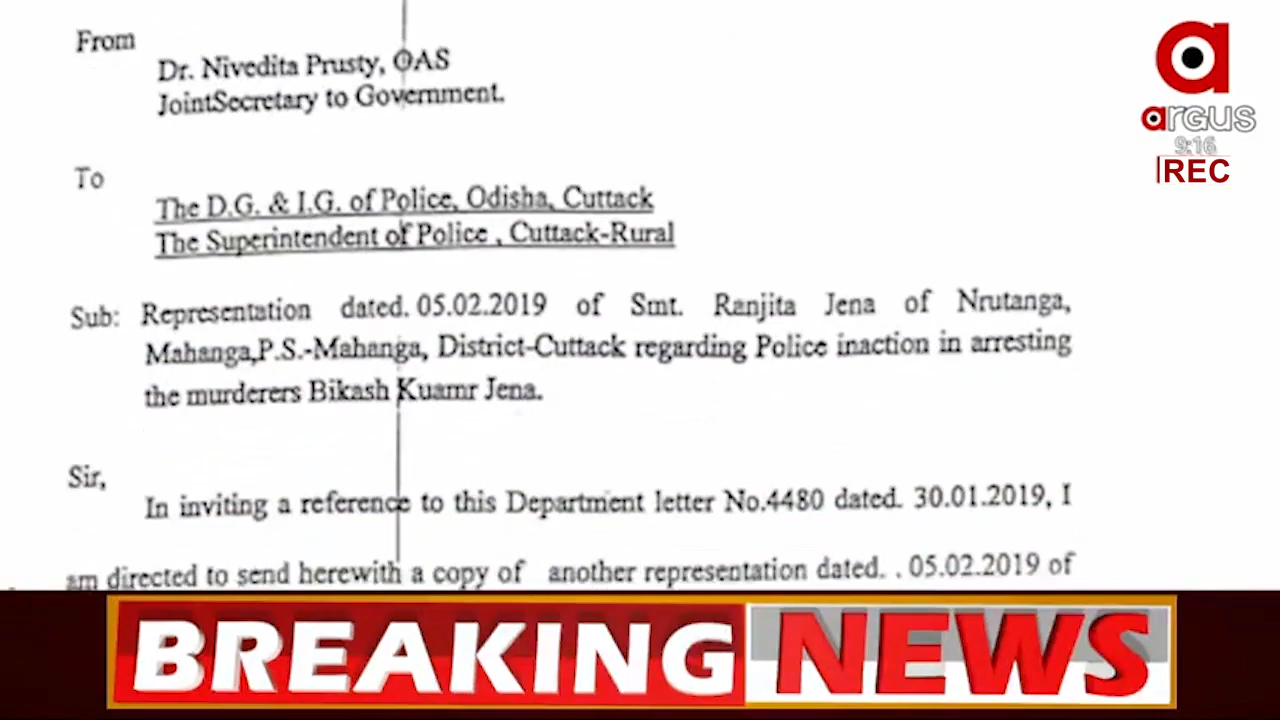 From
Dr. Nivedita Prusty, OAS
JointSecretary to Government.
To
The D.G. & I.G. of Police, Odisha, Cuttack
The Superintendent of Police , Cuttack-Rural
Sub: Representation dated. 05.02.2019 of Smt. Ranjita Jena of Nrutanga,
Mahanga,P.S.-Mahanga, District-Cuttack regarding Police inaction in arresting
the murderers Bikash Kuamr Jena.
Sir,
In inviting a reference to this Department letter No.4480 dated. 30.01.2019, I
am directed to send herewith a copy of another representation dated. . 05.02.2019 of
a
argus
9:16
REC
BREAKING NEWS